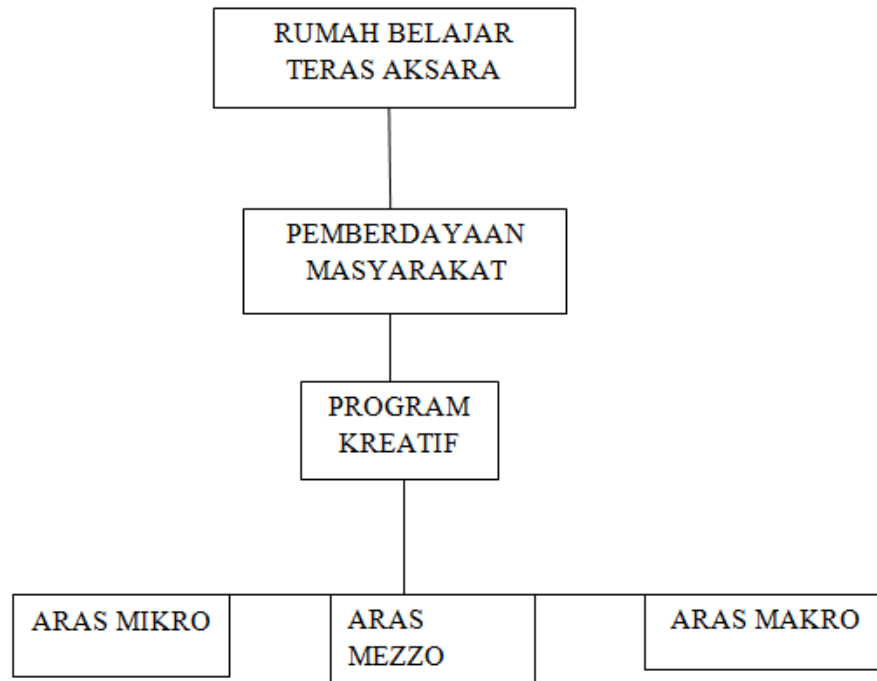 RUMAH BELAJAR
TERAS AKSARA
PEMBERDAYAAN
MASYARAKAT
PROGRAM
KREATIF
ARAS MIKRO
ARAS
MEZZO
ARAS MAKRO